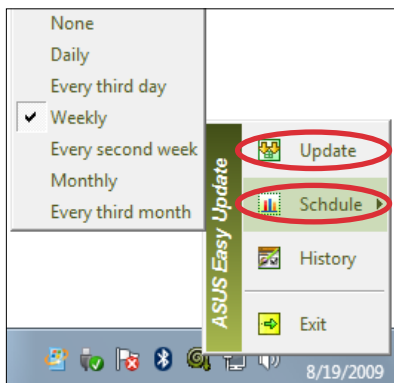 None
Daily
Every third day
Weekly
Every second week
Monthly
Every third month
ASUS Easy Update
Update
Schdule
History
Exit
8/19/2009